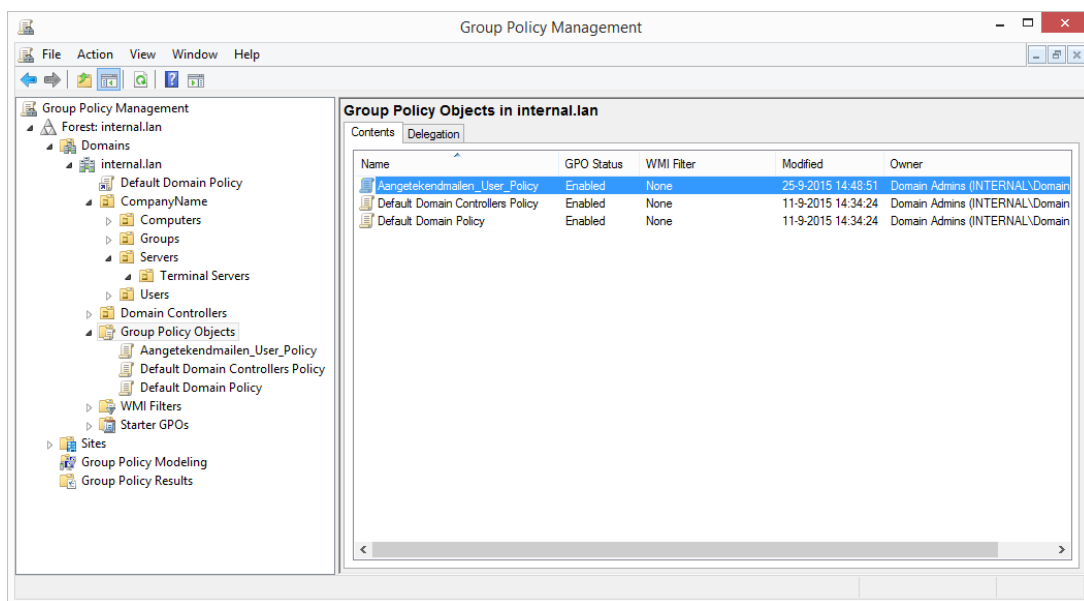 Group Policy Management
File Action View Window Help
Group Policy Management
Forest: internal.lan
Domains
internal.lan
Default Domain Policy
CompanyName
Computers
Groups
Servers
Terminal Servers
Users
Domain Controllers
Group Policy Objects
Aangetekendmailen_User_Policy
Default Domain Controllers Policy
Default Domain Policy
WMI Filters
Starter GPOs
Sites
Group Policy Modeling
Group Policy Results
Group Policy Objects in internal.lan
Contents Delegation
Name GPO Status WMI Filter Modified Owner
Aangetekendmailen_User_Policy Enabled None 25-9-2015 14:48:51 Domain Admins (INTERNAL\Domain
Default Domain Controllers Policy Enabled None 11-9-2015 14:34:24 Domain Admins (INTERNAL\Domain
Default Domain Policy Enabled None 11-9-2015 14:34:24 Domain Admins (INTERNAL\Domain